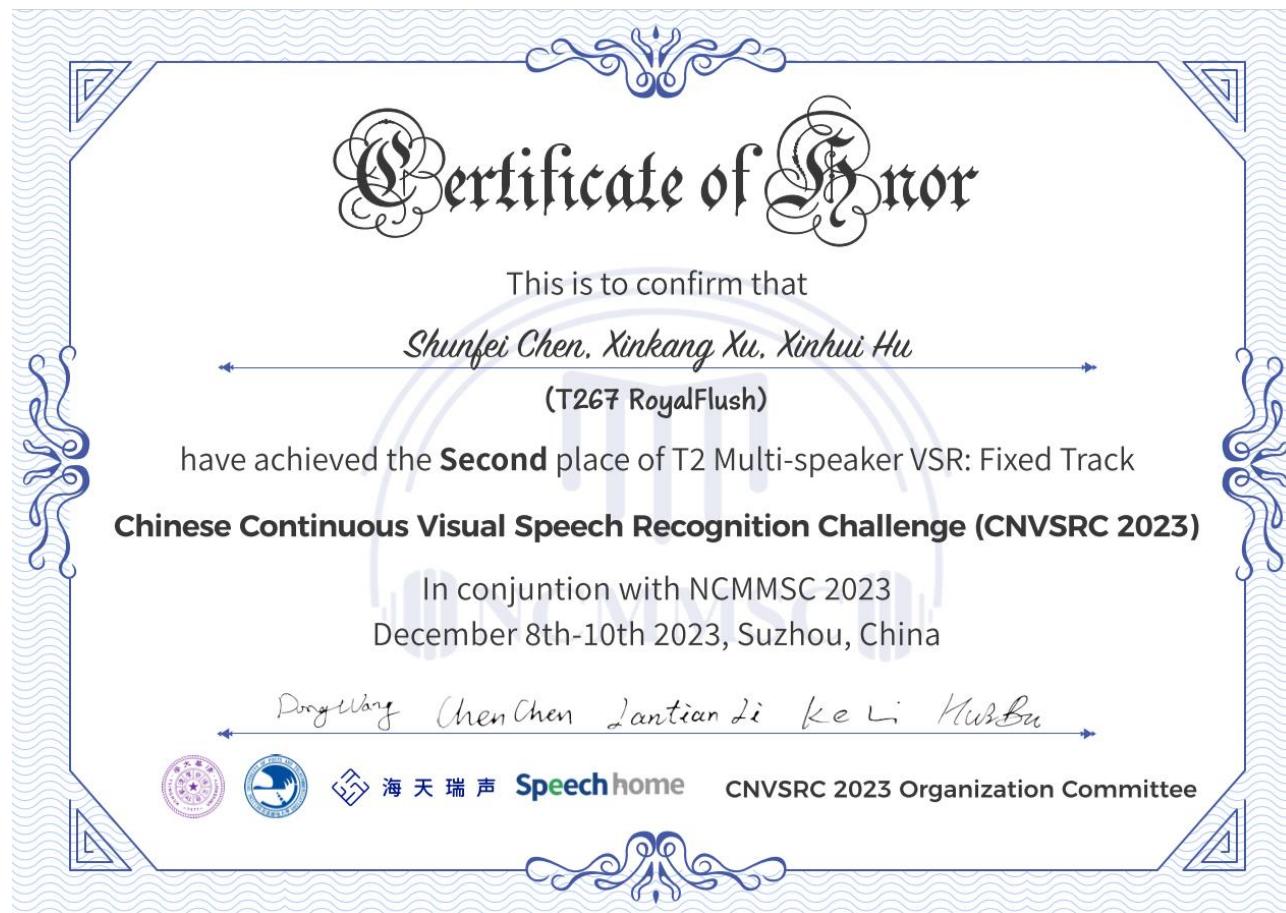 Certificate of Hnor
This is to confirm that
Shunfei Chen, Xinkang Xu, Xinhui Hu
(T267 RoyalFlush)
have achieved the Second place of T2 Multi-speaker VSR: Fixed Track
Chinese Continuous Visual Speech Recognition Challenge (CNVSRC 2023)
In conjuntion with NCMMSC 2023
December 8th-10th 2023, Suzhou, China
NCMMSC
Dong Wang Chen Chen Lantian Li Ke Li Hui Bu
海天瑞声 Speechhome CNVSRC 2023 Organization Committee